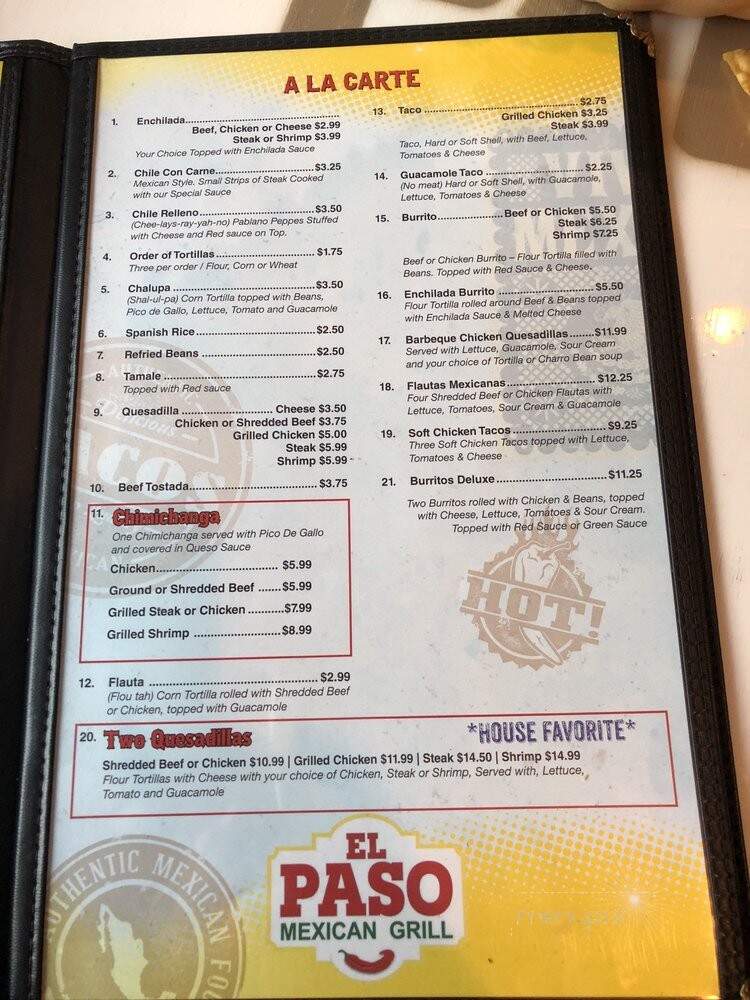 A LA CARTE
1. Enchilada
Beef, Chicken or Cheese $2.99
Steak or Shrimp $3.99
Your Choice Topped with Enchilada Sauce
2. Chile Con Carne $3.25
Mexican Style. Small Strips of Steak Cooked
with our Special Sauce
3. Chile Relleno $3.50
(Chee-lays-ray-yah-no) Pablano Peppes Stuffed
with Cheese and Red sauce on Top.
4. Order of Tortillas $1.75
Three per order / Flour, Corn or Wheat
5. Chalupa $3.50
(Shal-ul-pa) Corn Tortilla topped with Beans,
Pico de Gallo, Lettuce, Tomato and Guacamole
6. Spanish Rice $2.50
7. Refried Beans $2.50
8. Tamale $2.75
Topped with Red sauce
9. Quesadilla Cheese $3.50
Chicken or Shredded Beef $3.75
Grilled Chicken $5.00
Steak $5.99
Shrimp $5.99
10. Beef Tostada $3.75
11. Chimichanga
One Chimichanga served with Pico De Gallo
and covered in Queso Sauce
Chicken $5.99
Ground or Shredded Beef $5.99
Grilled Steak or Chicken $7.99
Grilled Shrimp $8.99
12. Flauta $2.99
(Flou tah) Corn Tortilla rolled with Shredded Beef
or Chicken, topped with Guacamole
13. Taco $2.75
Grilled Chicken $3.25
Steak $3.99
Taco, Hard or Soft Shell, with Beef, Lettuce,
Tomatoes & Cheese
14. Guacamole Taco $2.25
(No meat) Hard or Soft Shell, with Guacamole,
Lettuce, Tomatoes & Cheese
15. Burrito Beef or Chicken $5.50
Steak $6.25
Shrimp $7.25
Beef or Chicken Burrito – Flour Tortilla filled with
Beans. Topped with Red Sauce & Cheese.
16. Enchilada Burrito $5.50
Flour Tortilla rolled around Beef & Beans topped
with Enchilada Sauce & Melted Cheese
17. Barbeque Chicken Quesadillas $11.99
Served with Lettuce, Guacamole, Sour Cream
and your choice of Tortilla or Charro Bean soup
18. Flautas Mexicanas $12.25
Four Shredded Beef or Chicken Flautas with
Lettuce, Tomatoes, Sour Cream & Guacamole
19. Soft Chicken Tacos $9.25
Three Soft Chicken Tacos topped with Lettuce,
Tomatoes & Cheese
21. Burritos Deluxe $11.25
Two Burritos rolled with Chicken & Beans, topped
with Cheese, Lettuce, Tomatoes & Sour Cream.
Topped with Red Sauce or Green Sauce
HOT!
20. Two Quesadillas *HOUSE FAVORITE*
Shredded Beef or Chicken $10.99 | Grilled Chicken $11.99 | Steak $14.50 | Shrimp $14.99
Flour Tortillas with Cheese with your choice of Chicken, Steak or Shrimp, Served with, Lettuce,
Tomato and Guacamole
EL
PASO
MEXICAN GRILL